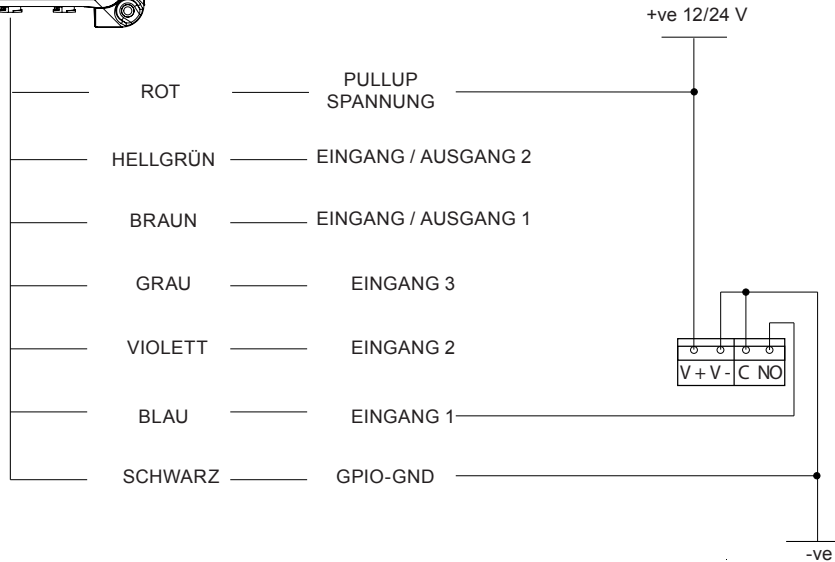 +ve 12/24 V
ROT PULLUP
SPANNUNG
HELLGRÜN EINGANG / AUSGANG 2
BRAUN EINGANG / AUSGANG 1
GRAU EINGANG 3
VIOLETT EINGANG 2
V + V - C NO
BLAU EINGANG 1
SCHWARZ GPIO-GND
-ve